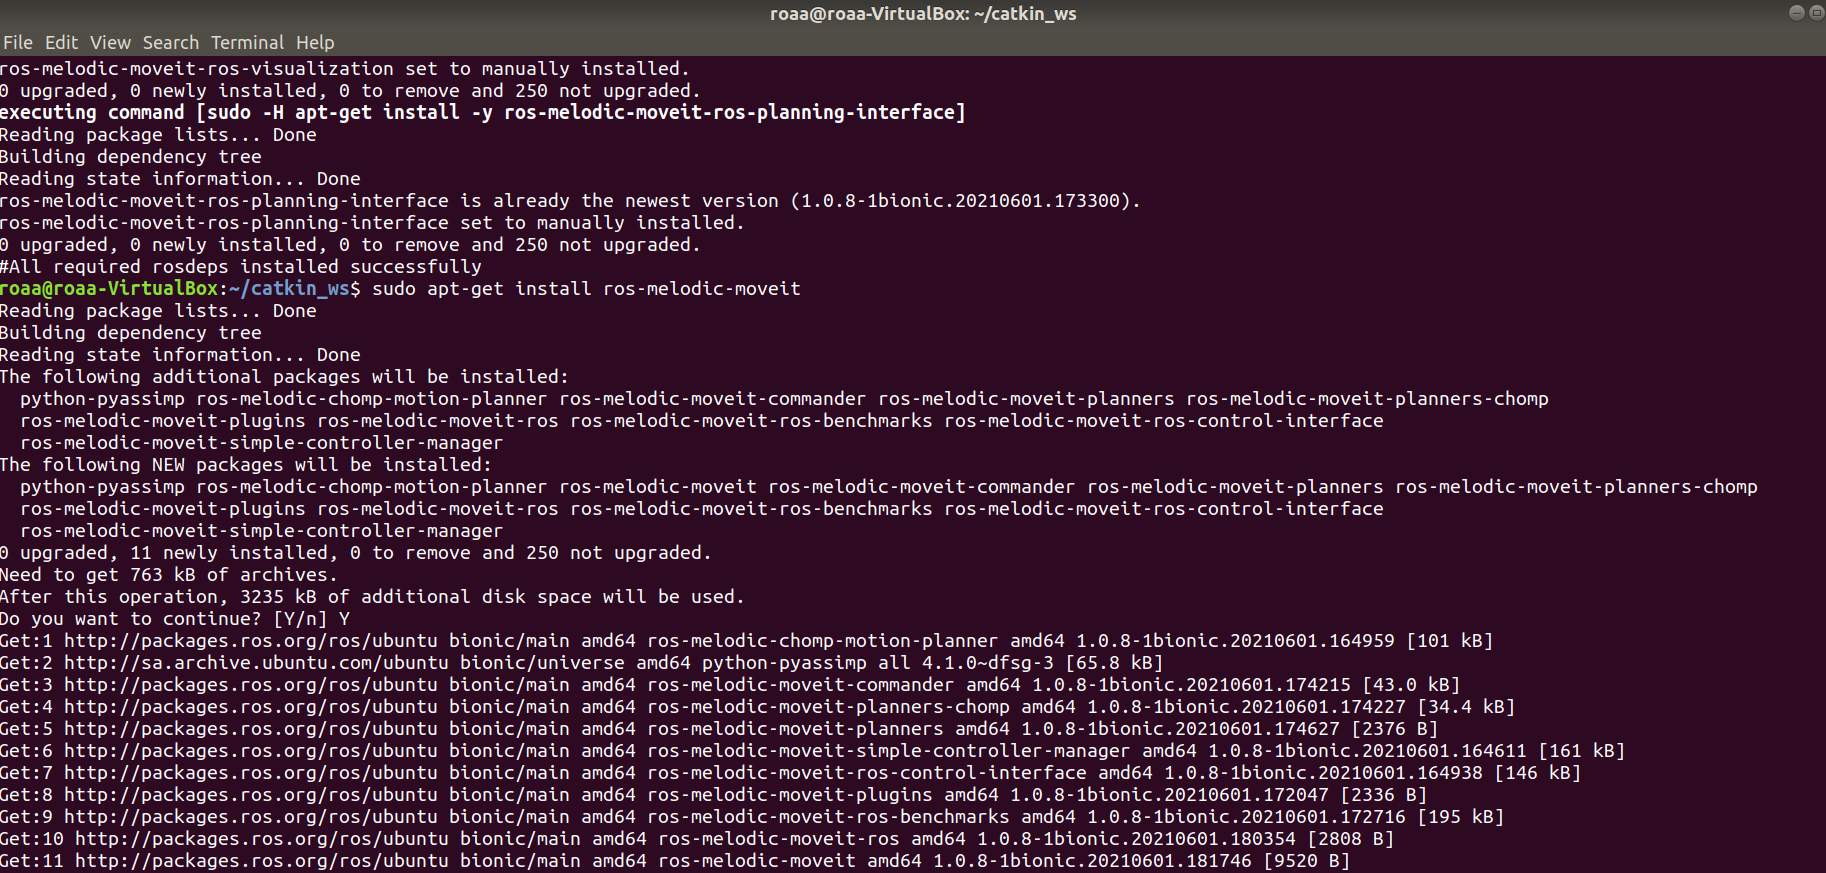 roaa@roaa-VirtualBox: ~/catkin_ws
File Edit View Search Terminal Help
ros-melodic-moveit-ros-visualization set to manually installed.
0 upgraded, 0 newly installed, 0 to remove and 250 not upgraded.
executing command [sudo -H apt-get install -y ros-melodic-moveit-ros-planning-interface]
Reading package lists... Done
Building dependency tree
Reading state information... Done
ros-melodic-moveit-ros-planning-interface is already the newest version (1.0.8-1bionic.20210601.173300).
ros-melodic-moveit-ros-planning-interface set to manually installed.
0 upgraded, 0 newly installed, 0 to remove and 250 not upgraded.
#All required rosdeps installed successfully
roaa@roaa-VirtualBox:~/catkin_ws$ sudo apt-get install ros-melodic-moveit
Reading package lists... Done
Building dependency tree
Reading state information... Done
The following additional packages will be installed:
  python-pyassimp ros-melodic-chomp-motion-planner ros-melodic-moveit-commander ros-melodic-moveit-planners ros-melodic-moveit-planners-chomp
  ros-melodic-moveit-plugins ros-melodic-moveit-ros ros-melodic-moveit-ros-benchmarks ros-melodic-moveit-ros-control-interface
  ros-melodic-moveit-simple-controller-manager
The following NEW packages will be installed:
  python-pyassimp ros-melodic-chomp-motion-planner ros-melodic-moveit ros-melodic-moveit-commander ros-melodic-moveit-planners ros-melodic-moveit-planners-chomp
  ros-melodic-moveit-plugins ros-melodic-moveit-ros ros-melodic-moveit-ros-benchmarks ros-melodic-moveit-ros-control-interface
  ros-melodic-moveit-simple-controller-manager
0 upgraded, 11 newly installed, 0 to remove and 250 not upgraded.
Need to get 763 kB of archives.
After this operation, 3235 kB of additional disk space will be used.
Do you want to continue? [Y/n] Y
Get:1 http://packages.ros.org/ros/ubuntu bionic/main amd64 ros-melodic-chomp-motion-planner amd64 1.0.8-1bionic.20210601.164959 [101 kB]
Get:2 http://sa.archive.ubuntu.com/ubuntu bionic/universe amd64 python-pyassimp all 4.1.0~dfsg-3 [65.8 kB]
Get:3 http://packages.ros.org/ros/ubuntu bionic/main amd64 ros-melodic-moveit-commander amd64 1.0.8-1bionic.20210601.174215 [43.0 kB]
Get:4 http://packages.ros.org/ros/ubuntu bionic/main amd64 ros-melodic-moveit-planners-chomp amd64 1.0.8-1bionic.20210601.174227 [34.4 kB]
Get:5 http://packages.ros.org/ros/ubuntu bionic/main amd64 ros-melodic-moveit-planners amd64 1.0.8-1bionic.20210601.174627 [2376 B]
Get:6 http://packages.ros.org/ros/ubuntu bionic/main amd64 ros-melodic-moveit-simple-controller-manager amd64 1.0.8-1bionic.20210601.164611 [161 kB]
Get:7 http://packages.ros.org/ros/ubuntu bionic/main amd64 ros-melodic-moveit-ros-control-interface amd64 1.0.8-1bionic.20210601.164938 [146 kB]
Get:8 http://packages.ros.org/ros/ubuntu bionic/main amd64 ros-melodic-moveit-plugins amd64 1.0.8-1bionic.20210601.172047 [2336 B]
Get:9 http://packages.ros.org/ros/ubuntu bionic/main amd64 ros-melodic-moveit-ros-benchmarks amd64 1.0.8-1bionic.20210601.172716 [195 kB]
Get:10 http://packages.ros.org/ros/ubuntu bionic/main amd64 ros-melodic-moveit-ros amd64 1.0.8-1bionic.20210601.180354 [2808 B]
Get:11 http://packages.ros.org/ros/ubuntu bionic/main amd64 ros-melodic-moveit amd64 1.0.8-1bionic.20210601.181746 [9520 B]